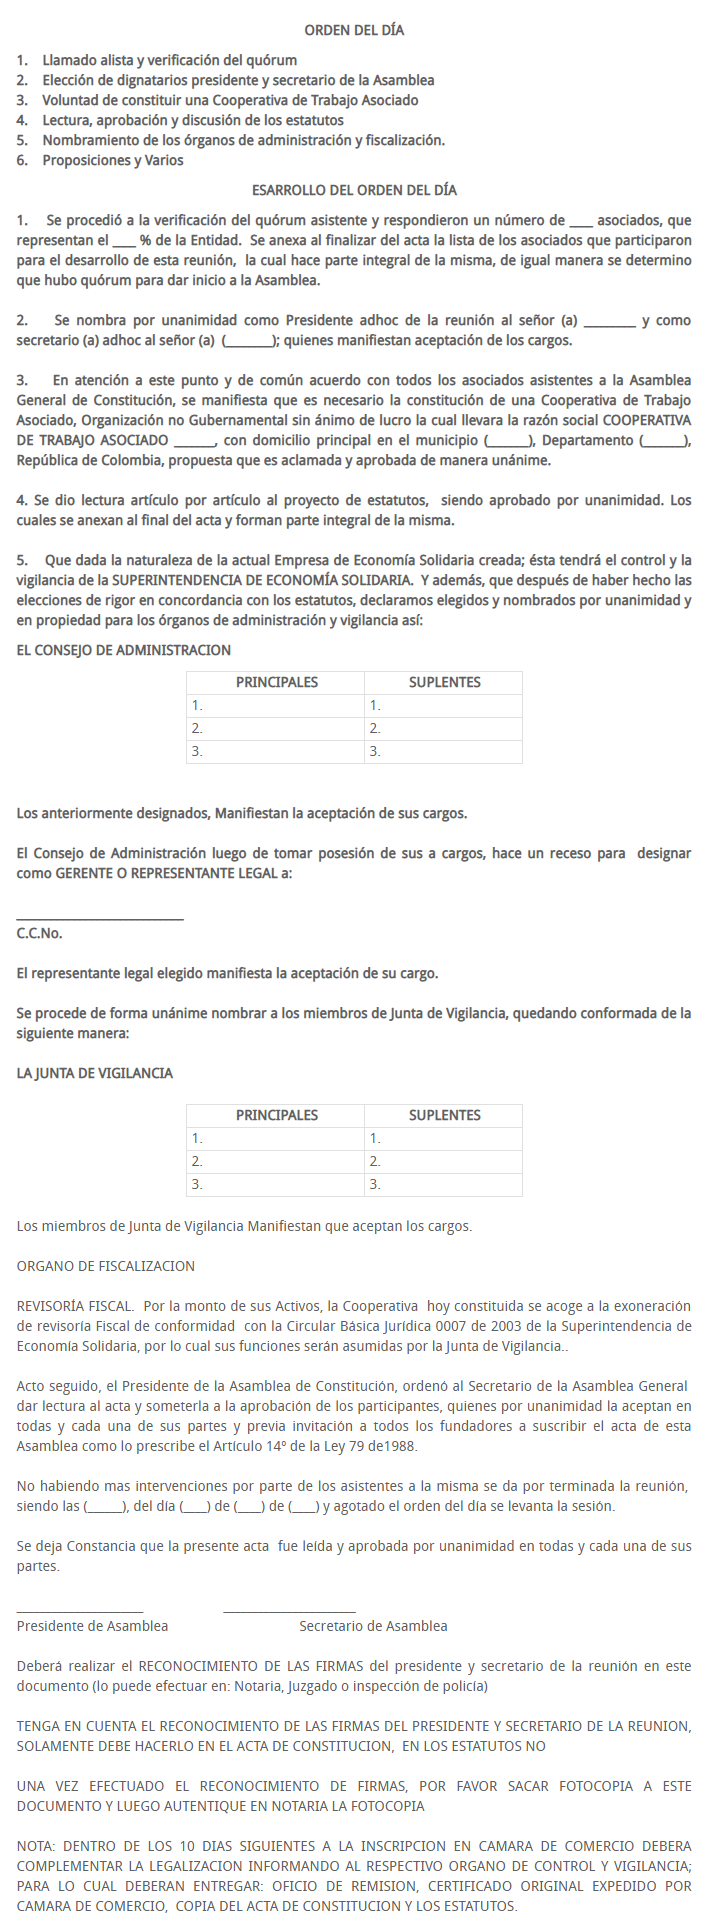 ORDEN DEL DÍA
1. Llamado alista y verificación del quórum
2. Elección de dignatarios presidente y secretario de la Asamblea
3. Voluntad de constituir una Cooperativa de Trabajo Asociado
4. Lectura, aprobación y discusión de los estatutos
5. Nombramiento de los órganos de administración y fiscalización.
6. Proposiciones y Varios
ESARROLLO DEL ORDEN DEL DÍA
1. Se procedió a la verificación del quórum asistente y respondieron un número de ____ asociados, que
representan el ____ % de la Entidad. Se anexa al finalizar del acta la lista de los asociados que participaron
para el desarrollo de esta reunión, la cual hace parte integral de la misma, de igual manera se determino
que hubo quórum para dar inicio a la Asamblea.
2. Se nombra por unanimidad como Presidente adhoc de la reunión al señor (a) _________ y como
secretario (a) adhoc al señor (a) (________); quienes manifiestan aceptación de los cargos.
3. En atención a este punto y de común acuerdo con todos los asociados asistentes a la Asamblea
General de Constitución, se manifiesta que es necesario la constitución de una Cooperativa de Trabajo
Asociado, Organización no Gubernamental sin ánimo de lucro la cual llevara la razón social COOPERATIVA
DE TRABAJO ASOCIADO _______, con domicilio principal en el municipio (_______), Departamento (_______),
República de Colombia, propuesta que es aclamada y aprobada de manera unánime.
4. Se dio lectura artículo por artículo al proyecto de estatutos, siendo aprobado por unanimidad. Los
cuales se anexan al final del acta y forman parte integral de la misma.
5. Que dada la naturaleza de la actual Empresa de Economía Solidaria creada; ésta tendrá el control y la
vigilancia de la SUPERINTENDENCIA DE ECONOMÍA SOLIDARIA. Y además, que después de haber hecho las
elecciones de rigor en concordancia con los estatutos, declaramos elegidos y nombrados por unanimidad y
en propiedad para los órganos de administración y vigilancia así:
EL CONSEJO DE ADMINISTRACION
PRINCIPALES SUPLENTES
1. 1.
2. 2.
3. 3.
Los anteriormente designados, Manifiestan la aceptación de sus cargos.
El Consejo de Administración luego de tomar posesión de sus a cargos, hace un receso para designar
como GERENTE O REPRESENTANTE LEGAL a:
_____________________________
C.C.No.
El representante legal elegido manifiesta la aceptación de su cargo.
Se procede de forma unánime nombrar a los miembros de Junta de Vigilancia, quedando conformada de la
siguiente manera:
LA JUNTA DE VIGILANCIA
PRINCIPALES SUPLENTES
1. 1.
2. 2.
3. 3.
Los miembros de Junta de Vigilancia Manifiestan que aceptan los cargos.
ORGANO DE FISCALIZACION
REVISORÍA FISCAL. Por la monto de sus Activos, la Cooperativa hoy constituida se acoge a la exoneración
de revisoría Fiscal de conformidad con la Circular Básica Jurídica 0007 de 2003 de la Superintendencia de
Economía Solidaria, por lo cual sus funciones serán asumidas por la Junta de Vigilancia..
Acto seguido, el Presidente de la Asamblea de Constitución, ordenó al Secretario de la Asamblea General
dar lectura al acta y someterla a la aprobación de los participantes, quienes por unanimidad la aceptan en
todas y cada una de sus partes y previa invitación a todos los fundadores a suscribir el acta de esta
Asamblea como lo prescribe el Artículo 14º de la Ley 79 de1988.
No habiendo mas intervenciones por parte de los asistentes a la misma se da por terminada la reunión,
siendo las (______), del día (____) de (____) de (____) y agotado el orden del día se levanta la sesión.
Se deja Constancia que la presente acta fue leída y aprobada por unanimidad en todas y cada una de sus
partes.
______________________ _______________________
Presidente de Asamblea Secretario de Asamblea
Deberá realizar el RECONOCIMIENTO DE LAS FIRMAS del presidente y secretario de la reunión en este
documento (lo puede efectuar en: Notaria, Juzgado o inspección de policía)
TENGA EN CUENTA EL RECONOCIMIENTO DE LAS FIRMAS DEL PRESIDENTE Y SECRETARIO DE LA REUNION,
SOLAMENTE DEBE HACERLO EN EL ACTA DE CONSTITUCION, EN LOS ESTATUTOS NO
UNA VEZ EFECTUADO EL RECONOCIMIENTO DE FIRMAS, POR FAVOR SACAR FOTOCOPIA A ESTE
DOCUMENTO Y LUEGO AUTENTIQUE EN NOTARIA LA FOTOCOPIA
NOTA: DENTRO DE LOS 10 DIAS SIGUIENTES A LA INSCRIPCION EN CAMARA DE COMERCIO DEBERA
COMPLEMENTAR LA LEGALIZACION INFORMANDO AL RESPECTIVO ORGANO DE CONTROL Y VIGILANCIA;
PARA LO CUAL DEBERAN ENTREGAR: OFICIO DE REMISION, CERTIFICADO ORIGINAL EXPEDIDO POR
CAMARA DE COMERCIO, COPIA DEL ACTA DE CONSTITUCION Y LOS ESTATUTOS.